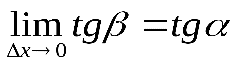 lim tgβ = tgα
Δx→0